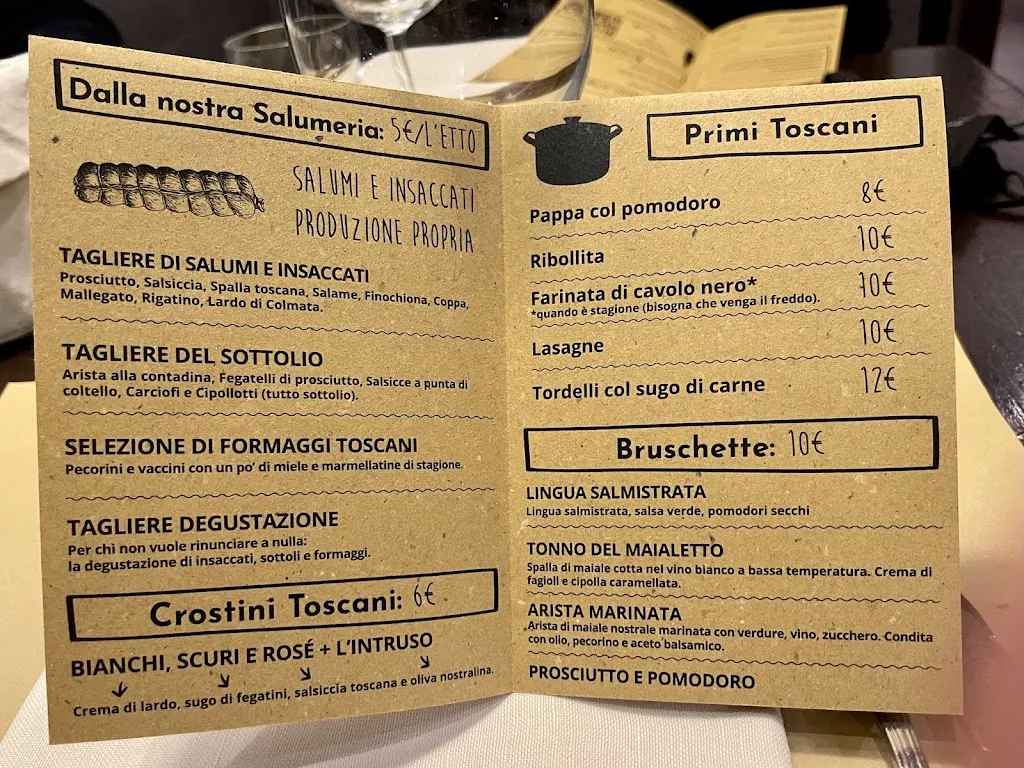 Dalla nostra Salumeria: 5€/L'ETTO
SALUMI E INSACCATI
PRODUZIONE PROPRIA
TAGLIERE DI SALUMI E INSACCATI
Prosciutto, Salsiccia, Spalla toscana, Salame, Finochiona, Coppa,
Mallegato, Rigatino, Lardo di Colmata.
TAGLIERE DEL SOTTOLIO
Arista alla contadina, Fegatelli di prosciutto, Salsicce a punta di
coltello, Carciofi e Cipollotti (tutto sottolio).
SELEZIONE DI FORMAGGI TOSCANI
Pecorini e vaccini con un po' di miele e marmellatine di stagione.
TAGLIERE DEGUSTAZIONE
Per chì non vuole rinunciare a nulla:
la degustazione di insaccati, sottoli e formaggi.
Crostini Toscani: 6€
BIANCHI, SCURI E ROSÉ + L'INTRUSO
Crema di lardo, sugo di fegatini, salsiccia toscana e oliva nostralina.
Primi Toscani
Pappa col pomodoro 8€
Ribollita 10€
Farinata di cavolo nero* 10€
*quando è stagione (bisogna che venga il freddo).
Lasagne 10€
Tordelli col sugo di carne 12€
Bruschette: 10€
LINGUA SALMISTRATA
Lingua salmistrata, salsa verde, pomodori secchi
TONNO DEL MAIALETTO
Spalla di maiale cotta nel vino bianco a bassa temperatura. Crema di
fagioli e cipolla caramellata.
ARISTA MARINATA
Arista di maiale nostrale marinata con verdure, vino, zucchero. Condita
con olio, pecorino e aceto balsamico.
PROSCIUTTO E POMODORO